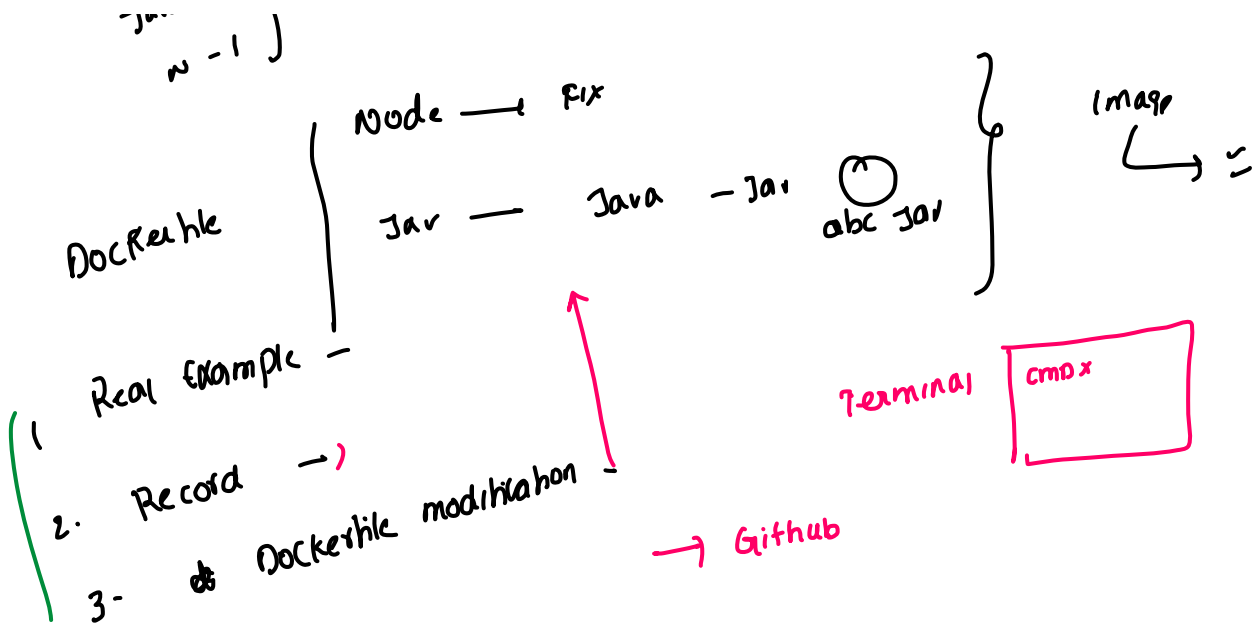 N - 1
Node → Fix
Image
Dockerfile
Jar — Java - Jar
abc Jar
1 Real Example -
Terminal
CMD x
2. Record →
3- Dockerfile modification -
→ Github